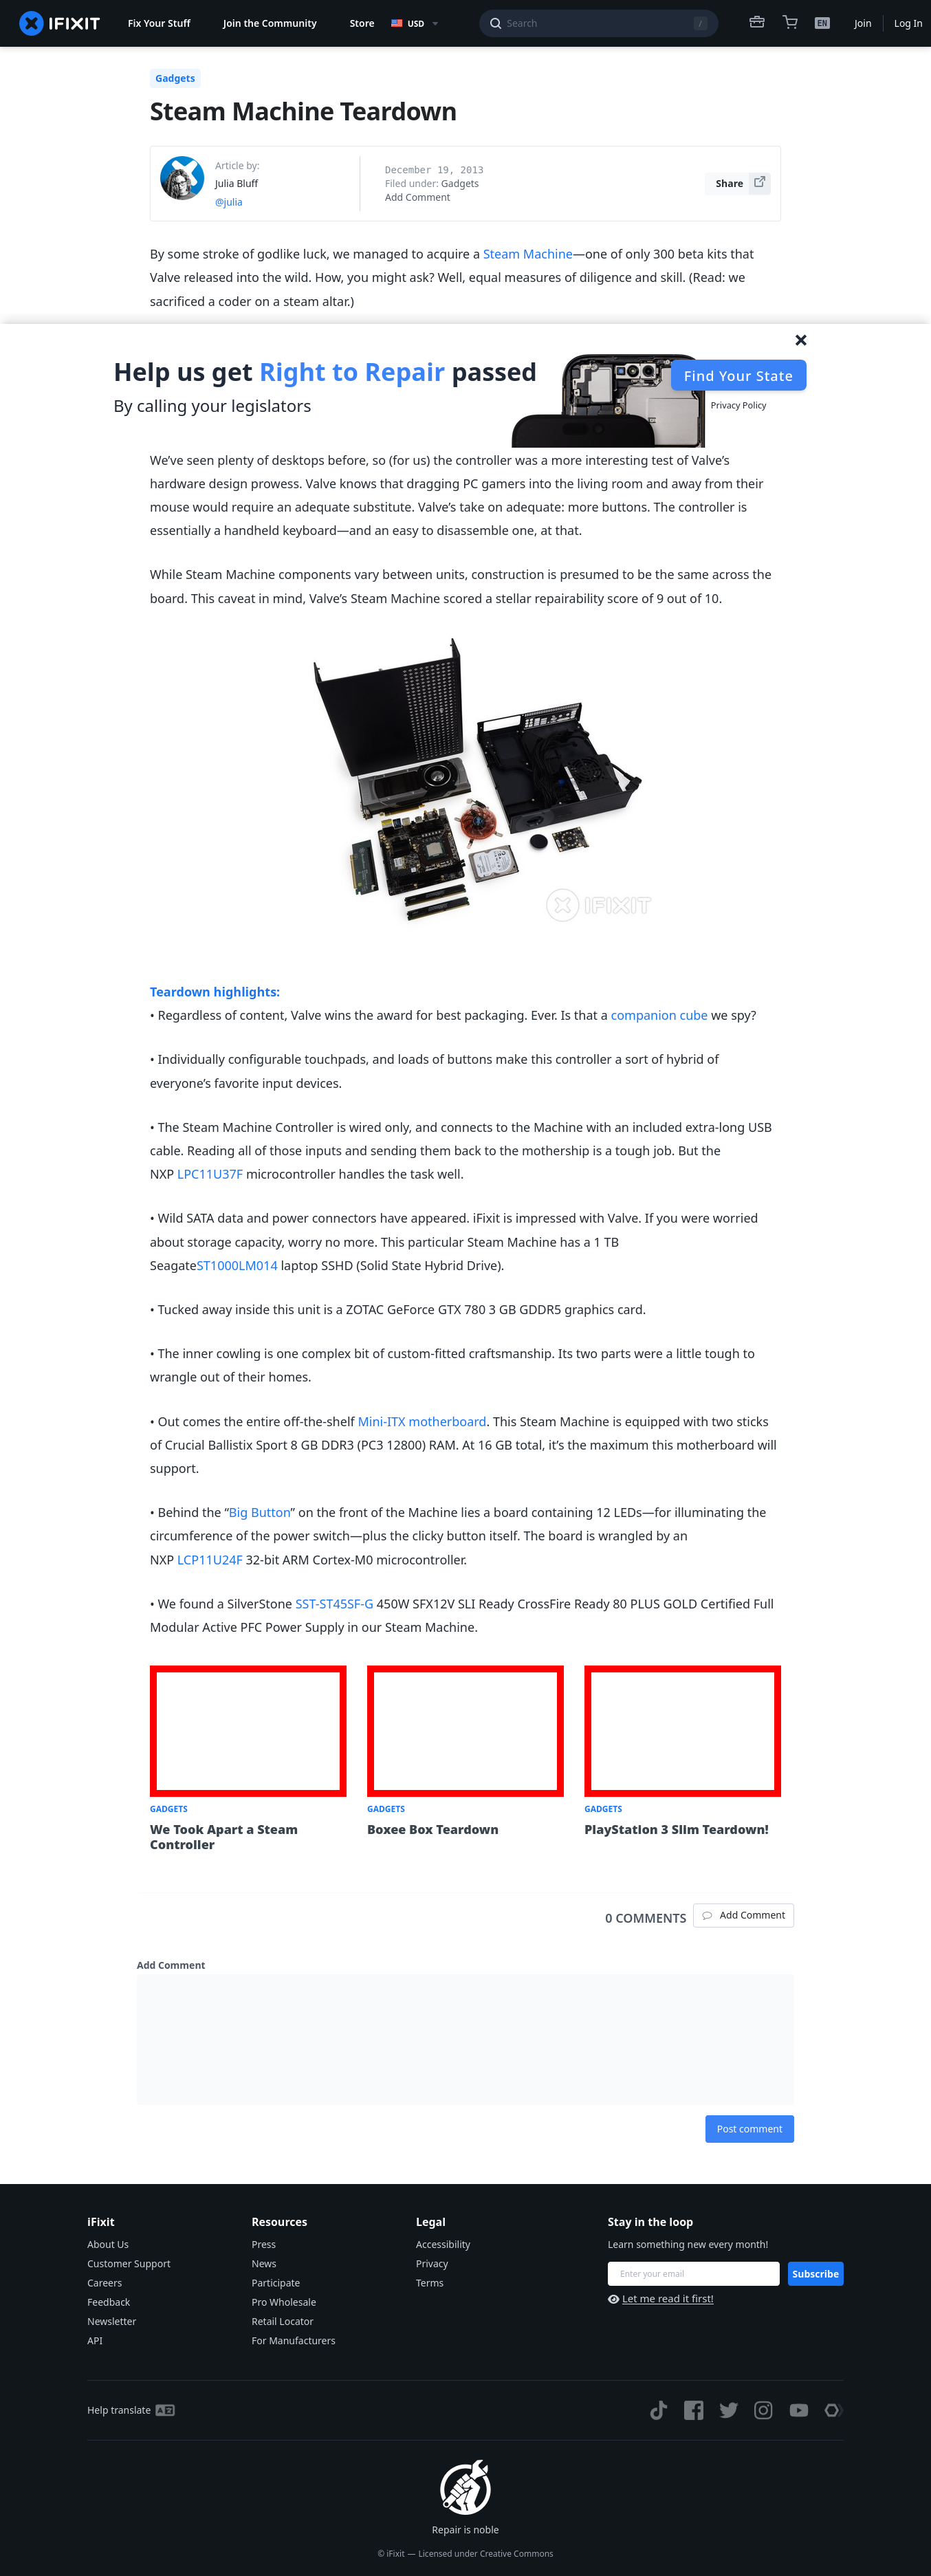 IFIXIT
Fix Your Stuff
Join the Community
Store
USD
Search
/
EN
Join
Log In
Gadgets
Steam Machine Teardown
Article by:
Julia Bluff
@julia
December 19, 2013
Filed under: Gadgets
Add Comment
Share
By some stroke of godlike luck, we managed to acquire a Steam Machine—one of only 300 beta kits that
Valve released into the wild. How, you might ask? Well, equal measures of diligence and skill. (Read: we
sacrificed a coder on a steam altar.)
Help us get Right to Repair passed
By calling your legislators
Find Your State
Privacy Policy
We’ve seen plenty of desktops before, so (for us) the controller was a more interesting test of Valve’s
hardware design prowess. Valve knows that dragging PC gamers into the living room and away from their
mouse would require an adequate substitute. Valve’s take on adequate: more buttons. The controller is
essentially a handheld keyboard—and an easy to disassemble one, at that.
While Steam Machine components vary between units, construction is presumed to be the same across the
board. This caveat in mind, Valve’s Steam Machine scored a stellar repairability score of 9 out of 10.
IFIXIT
Teardown highlights:
• Regardless of content, Valve wins the award for best packaging. Ever. Is that a companion cube we spy?
• Individually configurable touchpads, and loads of buttons make this controller a sort of hybrid of
everyone’s favorite input devices.
• The Steam Machine Controller is wired only, and connects to the Machine with an included extra-long USB
cable. Reading all of those inputs and sending them back to the mothership is a tough job. But the
NXP LPC11U37F microcontroller handles the task well.
• Wild SATA data and power connectors have appeared. iFixit is impressed with Valve. If you were worried
about storage capacity, worry no more. This particular Steam Machine has a 1 TB
SeagateST1000LM014 laptop SSHD (Solid State Hybrid Drive).
• Tucked away inside this unit is a ZOTAC GeForce GTX 780 3 GB GDDR5 graphics card.
• The inner cowling is one complex bit of custom-fitted craftsmanship. Its two parts were a little tough to
wrangle out of their homes.
• Out comes the entire off-the-shelf Mini-ITX motherboard. This Steam Machine is equipped with two sticks
of Crucial Ballistix Sport 8 GB DDR3 (PC3 12800) RAM. At 16 GB total, it’s the maximum this motherboard will
support.
• Behind the “Big Button” on the front of the Machine lies a board containing 12 LEDs—for illuminating the
circumference of the power switch—plus the clicky button itself. The board is wrangled by an
NXP LCP11U24F 32-bit ARM Cortex-M0 microcontroller.
• We found a SilverStone SST-ST45SF-G 450W SFX12V SLI Ready CrossFire Ready 80 PLUS GOLD Certified Full
Modular Active PFC Power Supply in our Steam Machine.
GADGETS
We Took Apart a Steam
Controller
GADGETS
Boxee Box Teardown
GADGETS
PlayStation 3 Slim Teardown!
0 COMMENTS
Add Comment
Add Comment
Post comment
iFixit
About Us
Customer Support
Careers
Feedback
Newsletter
API
Resources
Press
News
Participate
Pro Wholesale
Retail Locator
For Manufacturers
Legal
Accessibility
Privacy
Terms
Stay in the loop
Learn something new every month!
Enter your email
Subscribe
Let me read it first!
Help translate
Repair is noble
© iFixit — Licensed under Creative Commons